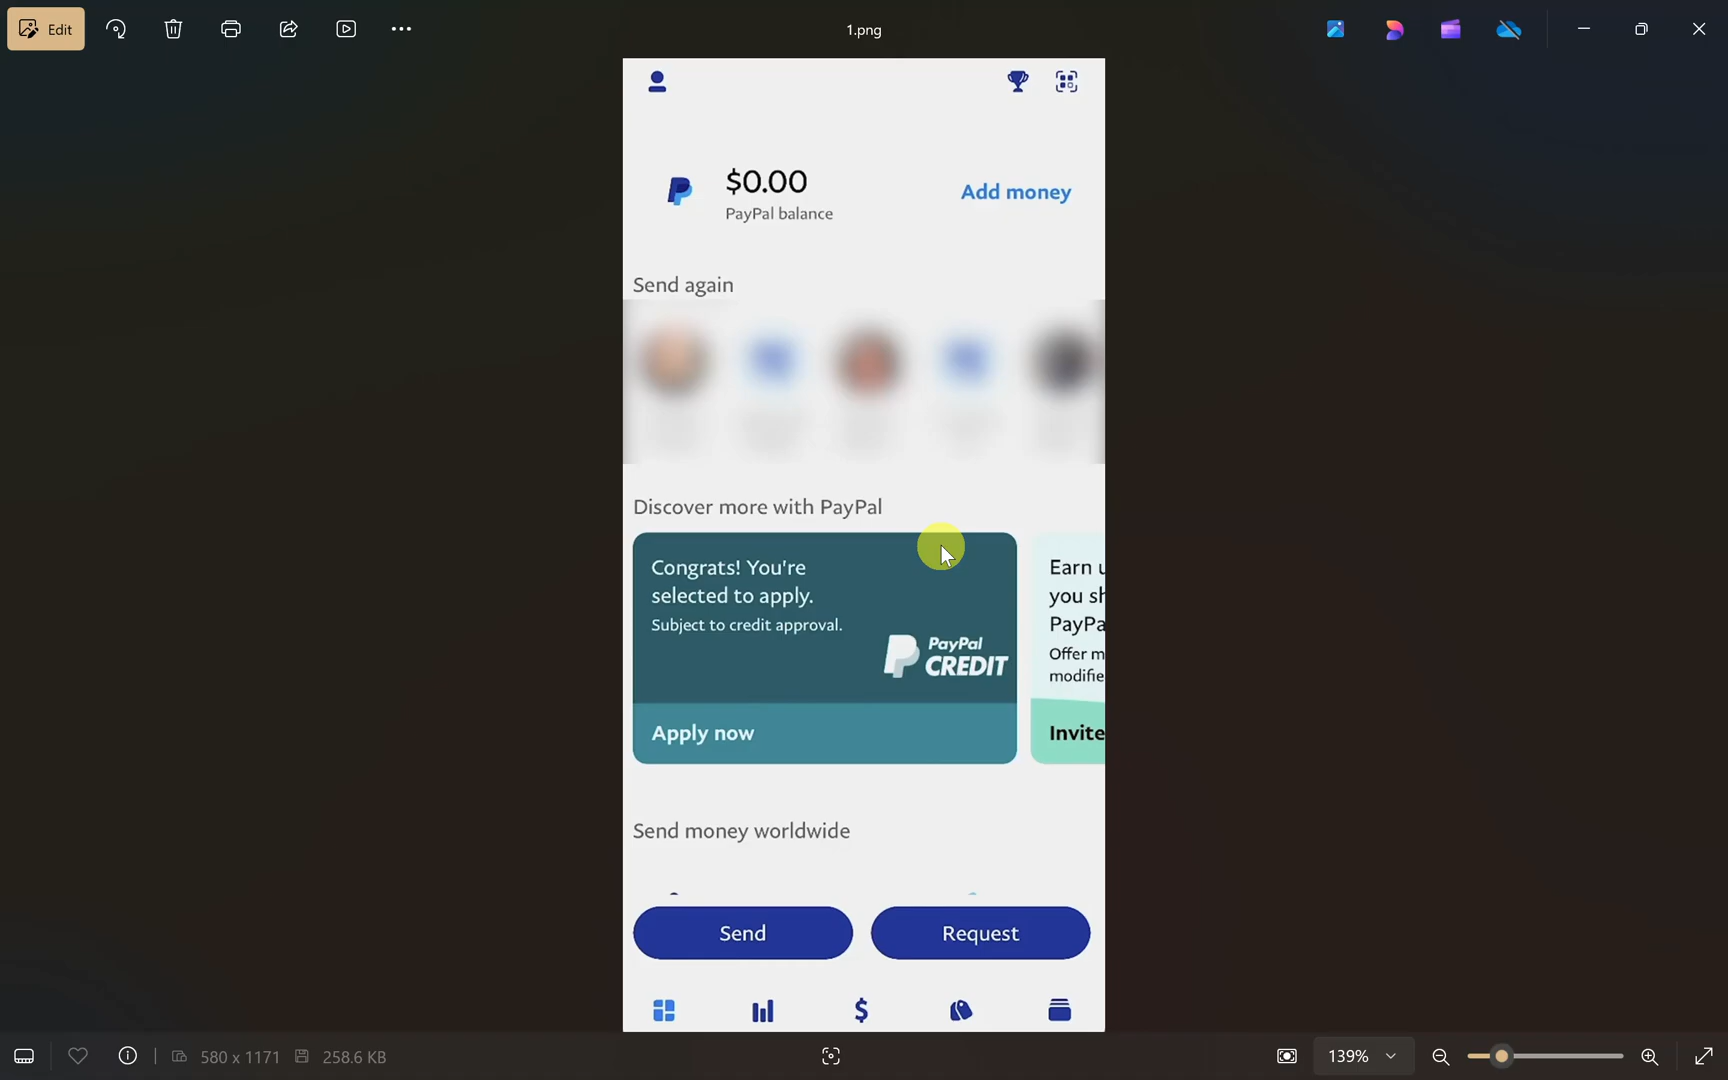 Edit
1.png
$0.00
PayPal balance
Add money
Send again
Discover more with PayPal
Congrats! You're
selected to apply.
Subject to credit approval.
PayPal
CREDIT
Apply now
Earn u
you sh
PayPa
Offer m
modifie
Invite
Send money worldwide
Send
Request
580 x 1171
258.6 KB
139%